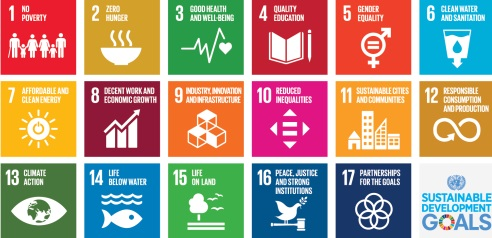 1 NO
POVERTY
2 ZERO
HUNGER
3 GOOD HEALTH
AND WELL-BEING
4 QUALITY
EDUCATION
5 GENDER
EQUALITY
6 CLEAN WATER
AND SANITATION
7 AFFORDABLE AND
CLEAN ENERGY
8 DECENT WORK AND
ECONOMIC GROWTH
9 INDUSTRY, INNOVATION
AND INFRASTRUCTURE
10 REDUCED
INEQUALITIES
11 SUSTAINABLE CITIES
AND COMMUNITIES
12 RESPONSIBLE
CONSUMPTION
AND PRODUCTION
13 CLIMATE
ACTION
14 LIFE
BELOW WATER
15 LIFE
ON LAND
16 PEACE, JUSTICE
AND STRONG
INSTITUTIONS
17 PARTNERSHIPS
FOR THE GOALS
SUSTAINABLE
DEVELOPMENT
GOALS